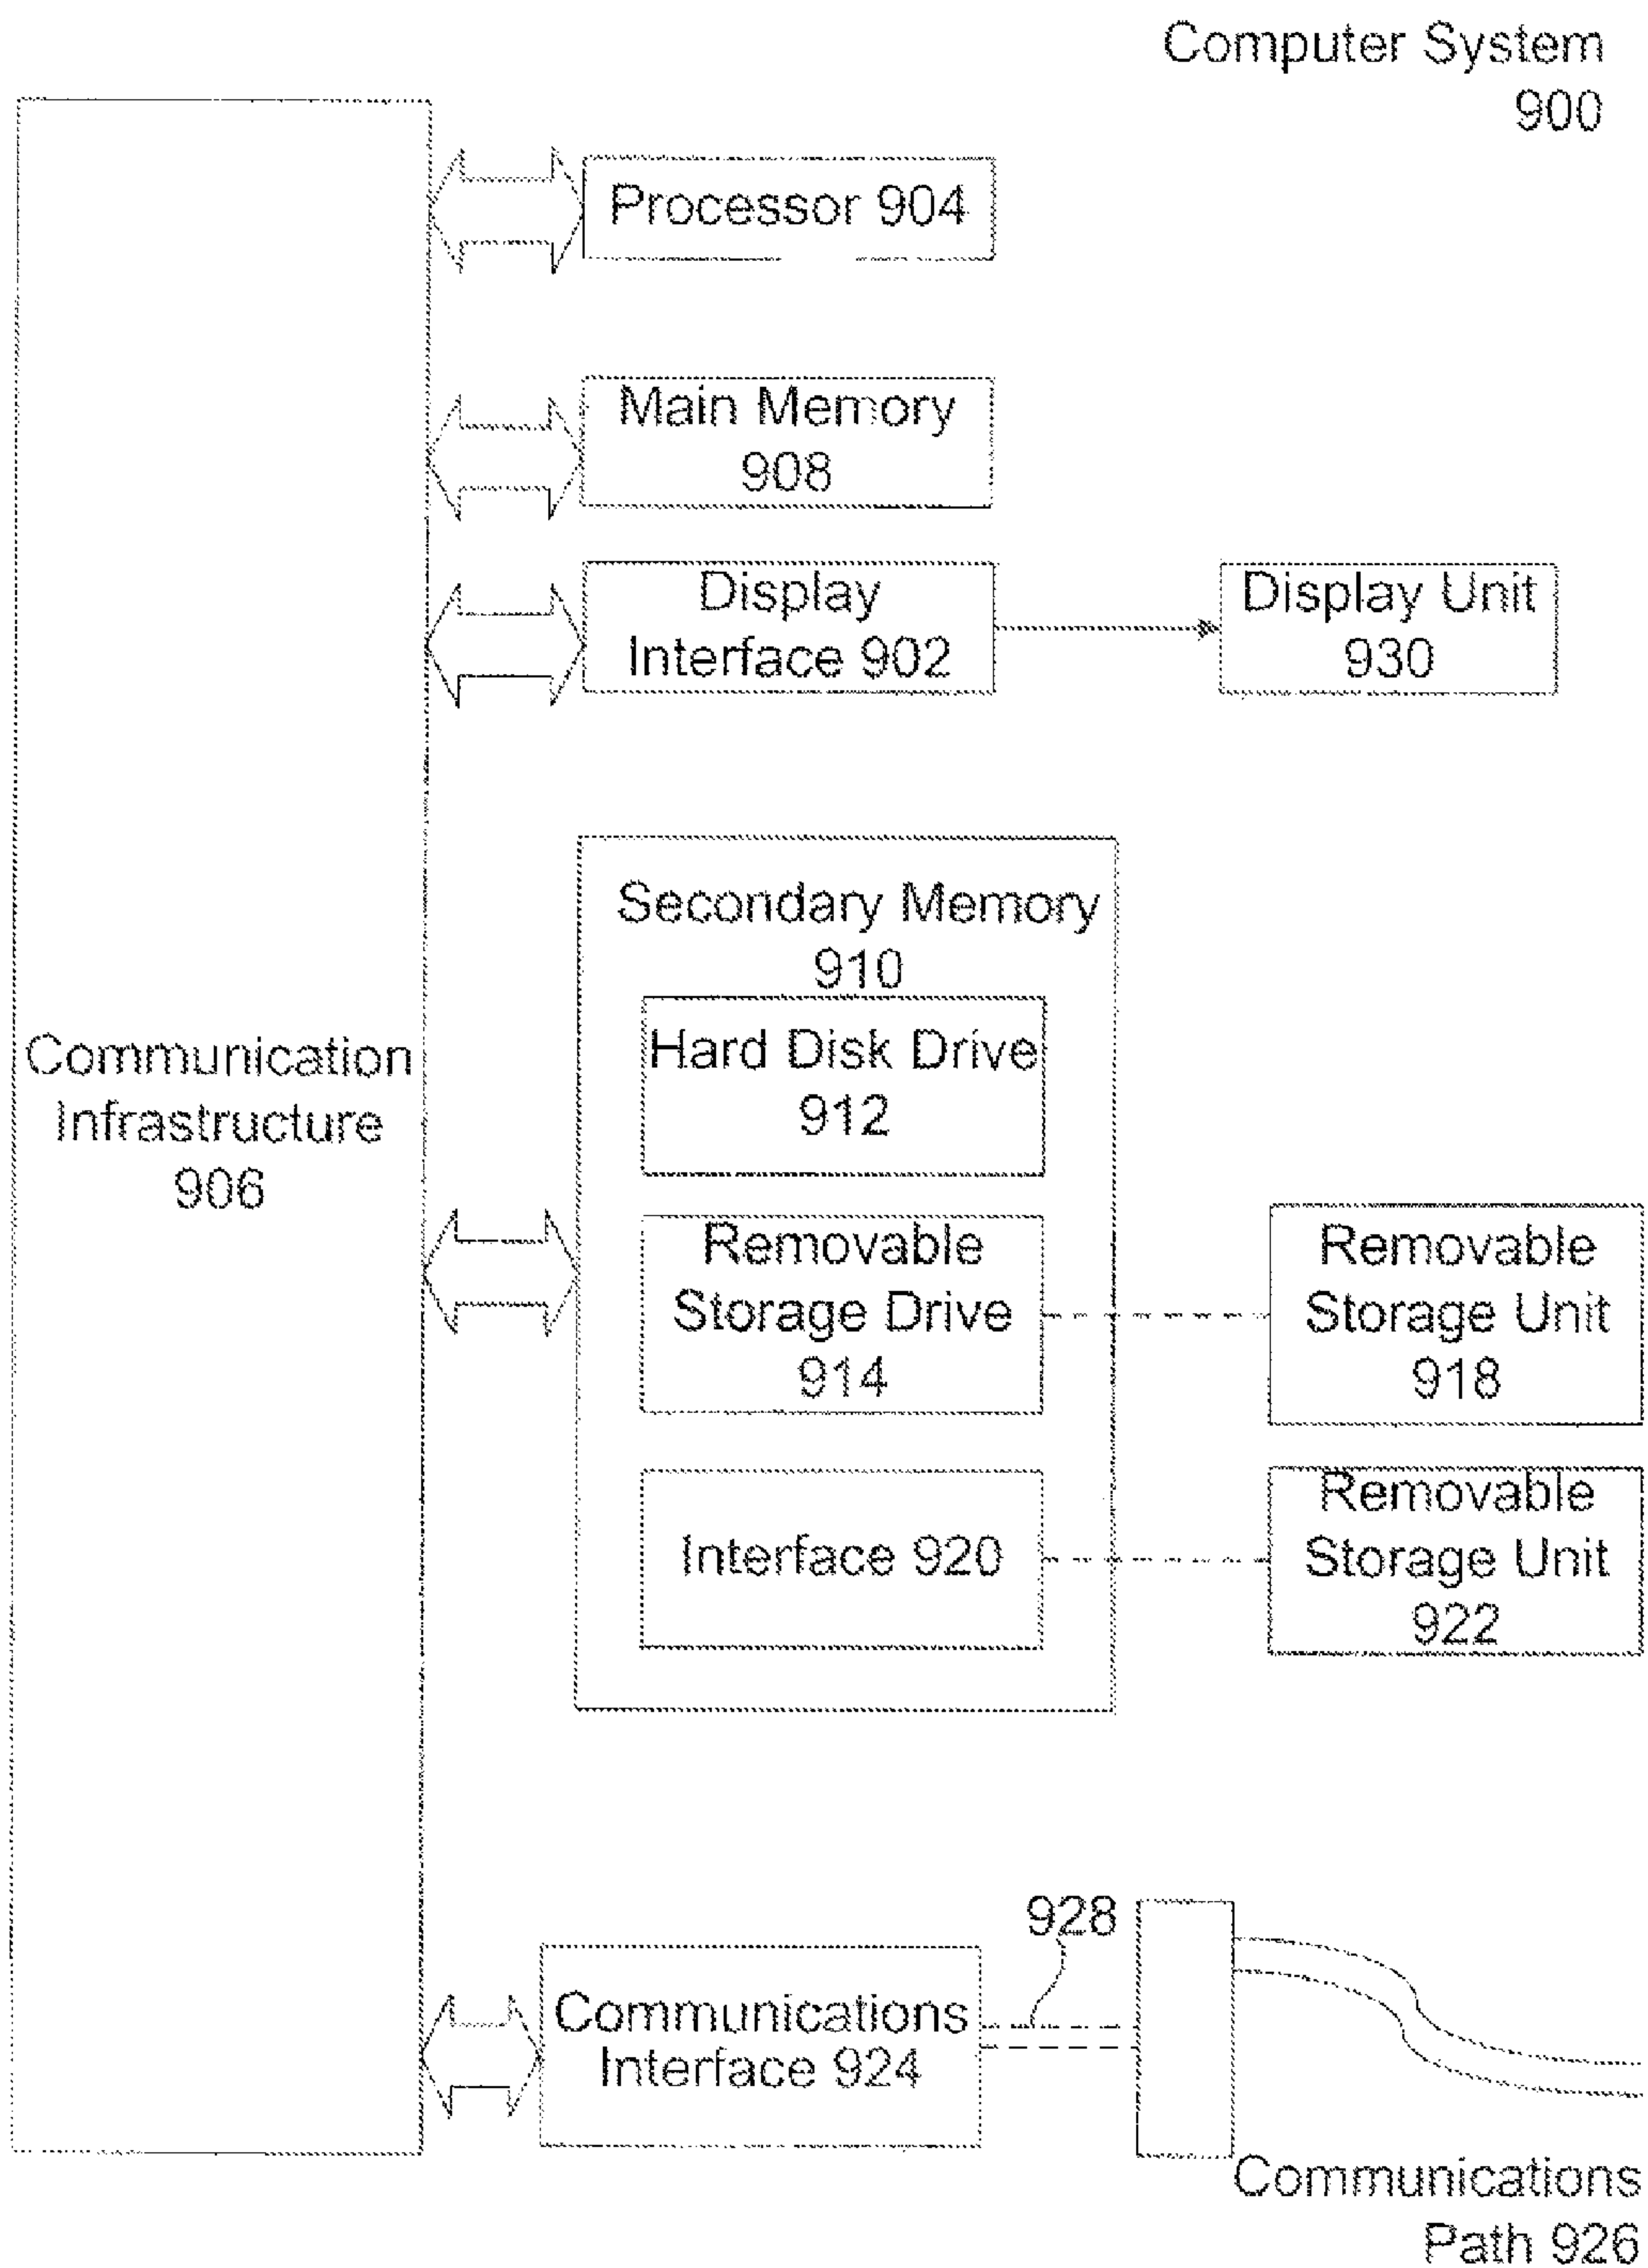 Computer System
900
Processor 904
Main Memory
908
Display
Interface 902
Display Unit
930
Secondary Memory
910
Hard Disk Drive
912
Communication
Infrastructure
906
Removable
Storage Drive
914
Removable
Storage Unit
918
Interface 920
Removable
Storage Unit
922
928
Communications
Interface 924
Communications
Path 926